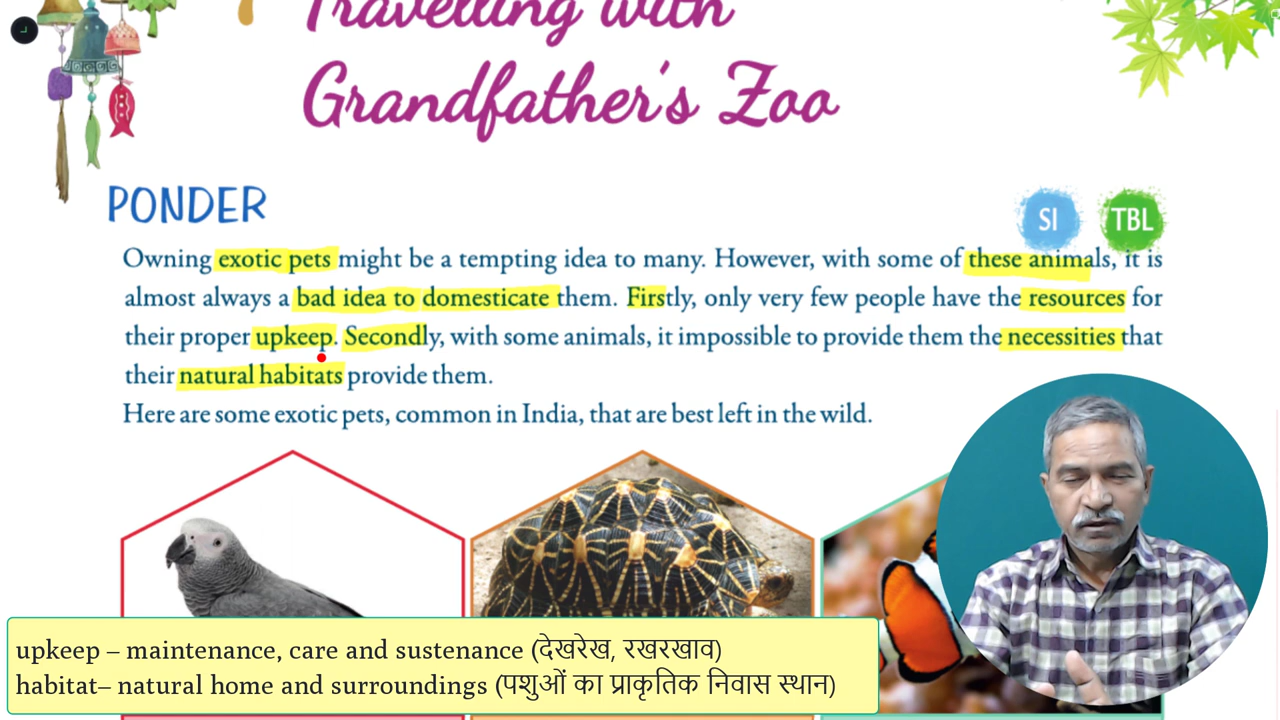 Travelling with
Grandfather's Zoo
PONDER
SI TBL
Owning exotic pets might be a tempting idea to many. However, with some of these animals, it is
almost always a bad idea to domesticate them. Firstly, only very few people have the resources for
their proper upkeep. Secondly, with some animals, it impossible to provide them the necessities that
their natural habitats provide them.
Here are some exotic pets, common in India, that are best left in the wild.
upkeep – maintenance, care and sustenance (देखरेख, रखरखाव)
habitat– natural home and surroundings (पशुओं का प्राकृतिक निवास स्थान)